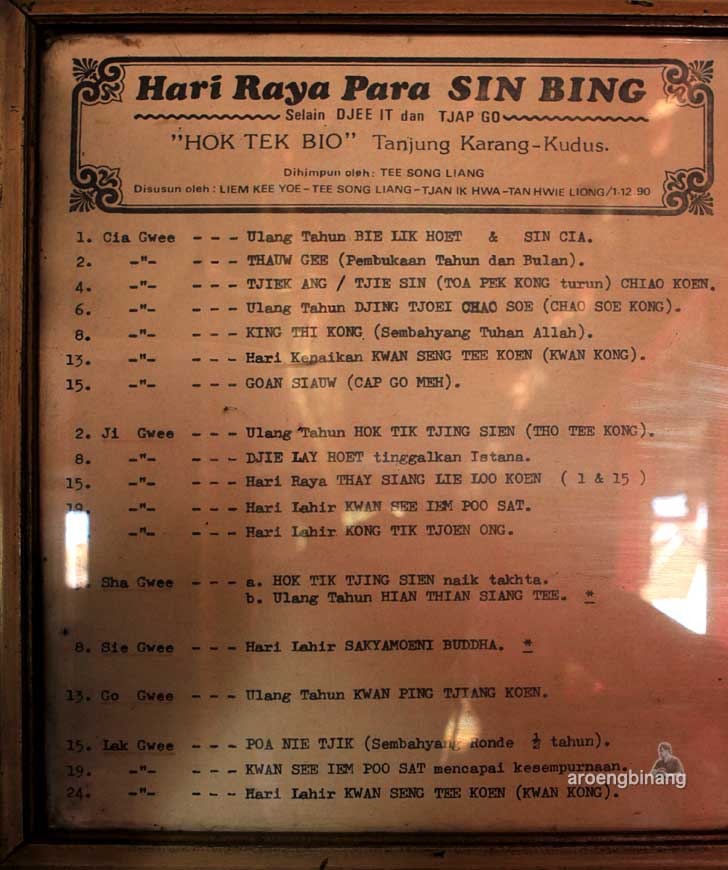 Hari Raya Para SIN BING
Selain DJEE IT dan TJAP GO
"HOK TEK BIO" Tanjung Karang-Kudus.
Dihimpun oleh: TEE SONG LIANG
Disusun oleh: LIEM KEE YOE-TEE SONG LIANG-TJAN IK HWA-TAN HWIE LIONG/1-12.90
1. Cia Gwee --- Ulang Tahun BIE LIK HOET & SIN CIA.
2. -"- --- THAUW GEE (Pembukaan Tahun dan Bulan).
4. -"- --- TJIEK ANG / TJIE SIN (TOA PEK KONG turun) CHIAO KOEN.
6. -"- --- Ulang Tahun DJING TJOEI CHAO SOE (CHAO SOE KONG).
8. -"- --- KING THI KONG (Sembahyang Tuhan Allah).
13. -"- --- Hari Kenaikan KWAN SENG TEE KOEN (KWAN KONG).
15. -"- --- GOAN SIAUW (CAP GO MEH).
2. Ji Gwee --- Ulang Tahun HOK TIK TJING SIEN (THO TEE KONG).
8. -"- --- DJIE LAY HOET tinggalkan Istana.
15. -"- --- Hari Raya THAY SIANG LIE LOO KOEN ( 1 & 15 )
19. -"- --- Hari Lahir KWAN SEE IEM POO SAT.
-"- --- Hari Lahir KONG TIK TJOEN ONG.
Sha Gwee --- a. HOK TIK TJING SIEN naik takhta.
b. Ulang Tahun HIAN THIAN SIANG TEE. *
8. Sie Gwee --- Hari Lahir SAKYAMOENI BUDDHA. *
13. Go Gwee --- Ulang Tahun KWAN PING TJIANG KOEN.
15. Lak Gwee --- POA NIE TJIK (Sembahyang Ronde ½ tahun).
19. -"- --- KWAN SEE IEM POO SAT mencapai kesempurnaan.
24. -"- --- Hari Lahir KWAN SENG TEE KOEN (KWAN KONG).
aroengbinang